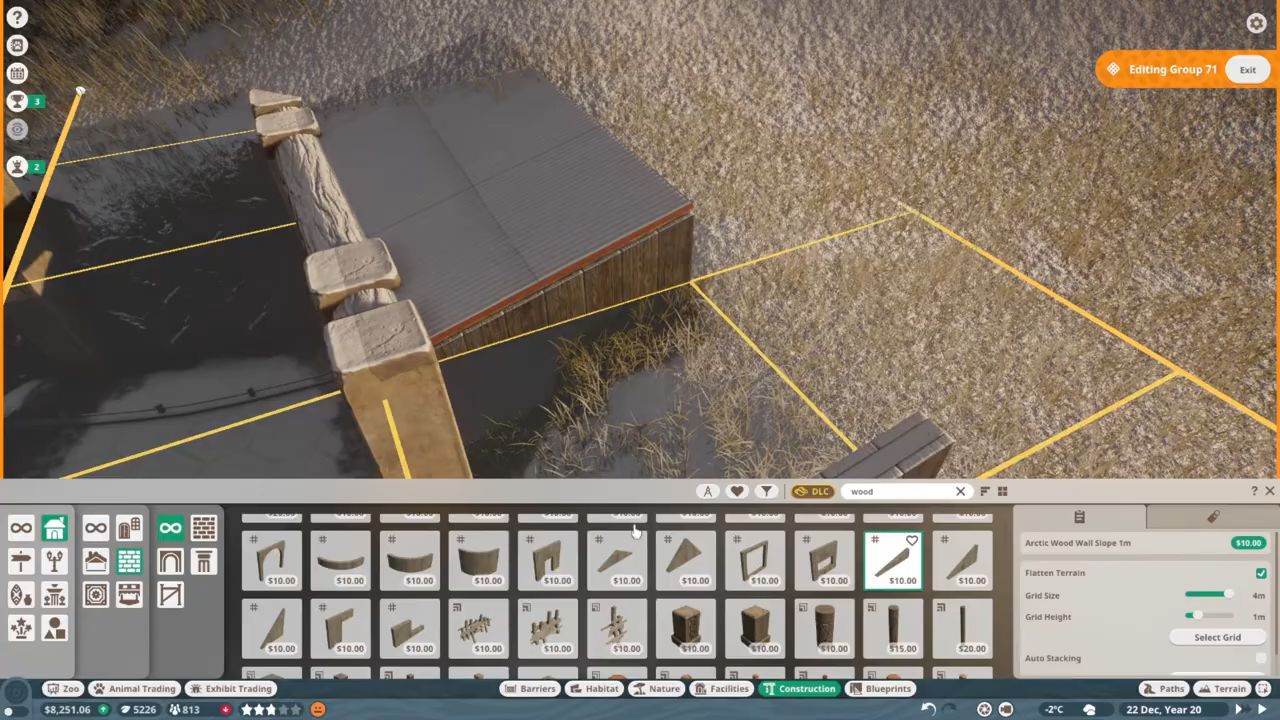 ?
Editing Group 71
Exit
3
2
DLC
wood
?
$10.00 $10.00 $10.00 $10.00 $10.00 $10.00 $10.00 $10.00 $10.00 $10.00 $10.00
$10.00 $10.00 $10.00 $10.00 $10.00 $10.00 $10.00 $10.00 $10.00 $15.00 $20.00
Arctic Wood Wall Slope 1m
$10.00
Flatten Terrain
Grid Size
4m
Grid Height
1m
Select Grid
Auto Stacking
Zoo
Animal Trading
Exhibit Trading
Barriers
Habitat
Nature
Facilities
Construction
Blueprints
Paths
Terrain
$8,251.06
5226
813
-2°C
22 Dec, Year 20